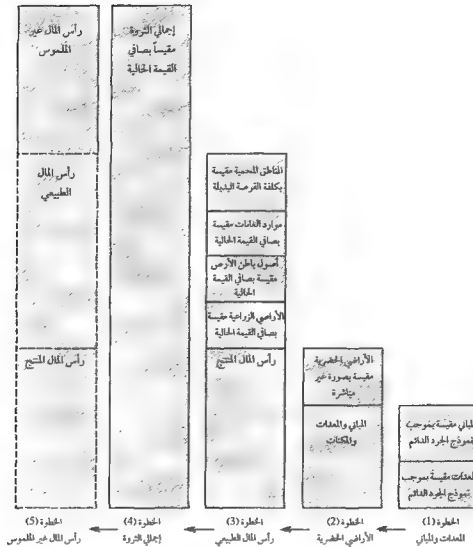 رأس المال غير
الملموس
رأس المال
الطبيعي
رأس المال المنتج
إجمالي الثروة
مقيساً بصافي
القيمة الحالية
المناطق المحمية مقيسة
بكلفة الفرصة البديلة
موارد الغابات مقيسة
بصافي القيمة الحالية
أصول باطن الأرض
مقيسة بصافي القيمة
الحالية
الأراضي الزراعية مقيسة
بصافي القيمة الحالية
رأس المال المنتج
الأراضي الحضرية
مقيسة بصورة غير
مباشرة
المباني والمعدات
والمكنات
المباني مقيسة بموجب
نموذج الجرد الدائم
المعدات مقيسة بموجب
نموذج الجرد الدائم
الخطوة (1)
المعدات والمباني
الخطوة (2)
الأراضي الحضرية
الخطوة (3)
رأس المال الطبيعي
الخطوة (4)
إجمالي الثروة
الخطوة (5)
رأس المال غير الملموس